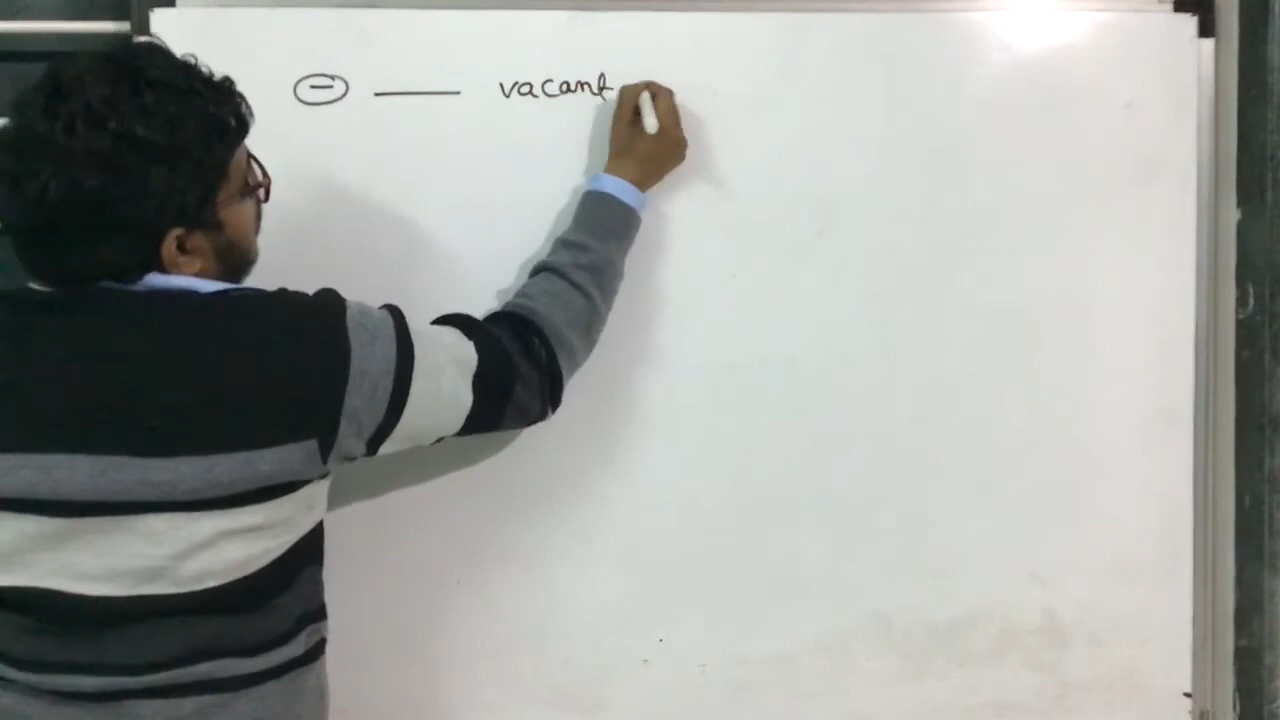 ⊖ —— vacant